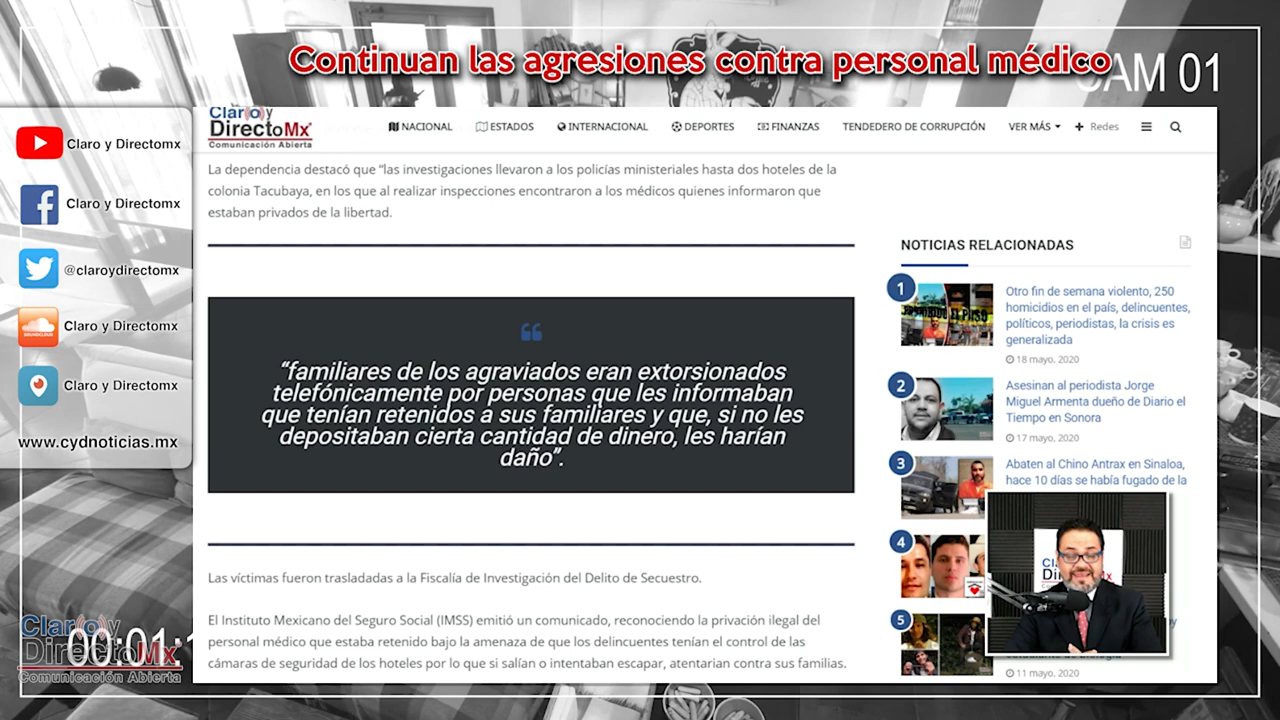 Continuan las agresiones contra personal médico
CAM 01
Claro y Directomx
Claro y Directomx
@claroydirectomx
Claro y Directomx
Claro y Directomx
www.cydnoticias.mx
Claro y
DirectoMx
Comunicación Abierta
NACIONAL ESTADOS INTERNACIONAL DEPORTES FINANZAS TENDEDERO DE CORRUPCIÓN VER MÁS Redes
La dependencia destacó que “las investigaciones llevaron a los policías ministeriales hasta dos hoteles de la
colonia Tacubaya, en los que al realizar inspecciones encontraron a los médicos quienes informaron que
estaban privados de la libertad.
“familiares de los agraviados eran extorsionados
telefónicamente por personas que les informaban
que tenían retenidos a sus familiares y que, si no les
depositaban cierta cantidad de dinero, les harían
daño”.
Las víctimas fueron trasladadas a la Fiscalía de Investigación del Delito de Secuestro.
El Instituto Mexicano del Seguro Social (IMSS) emitió un comunicado, reconociendo la privación ilegal del
personal médico que estaba retenido bajo la amenaza de que los delincuentes tenían el control de las
cámaras de seguridad de los hoteles por lo que si salían o intentaban escapar, atentarian contra sus familias.
NOTICIAS RELACIONADAS
1
Otro fin de semana violento, 250
homicidios en el país, delincuentes,
políticos, periodistas, la crisis es
generalizada
18 mayo, 2020
2
Asesinan al periodista Jorge
Miguel Armenta dueño de Diario el
Tiempo en Sonora
17 mayo, 2020
3
Abaten al Chino Antrax en Sinaloa,
hace 10 días se había fugado de la
4
5
11 mayo, 2020
Claro y
DirectoMx
Comunicación Abierta
00:01:1